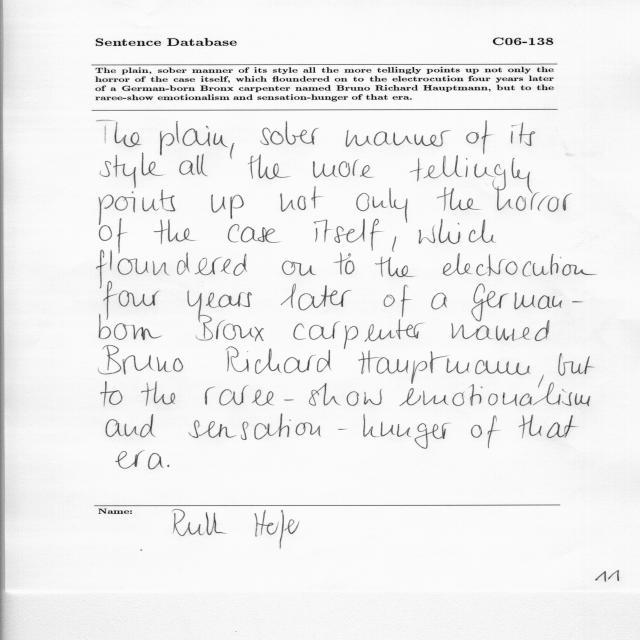 Sentence Database C06-138
The plain, sober manner of its style all the more tellingly points up not only the
horror of the case itself, which floundered on to the electrocution four years later
of a German-born Bronx carpenter named Bruno Richard Hauptmann, but to the
raree-show emotionalism and sensation-hunger of that era.
The plain, sober manner of its
style all the more tellingly
points up not only the horror
of the case itself, which
floundered on to the electrocution
four years later of a German-
born Bronx carpenter named
Bruno Richard Hauptmann, but
to the raree-show emotionalism
and sensation-hunger of that
era.
Name:
11